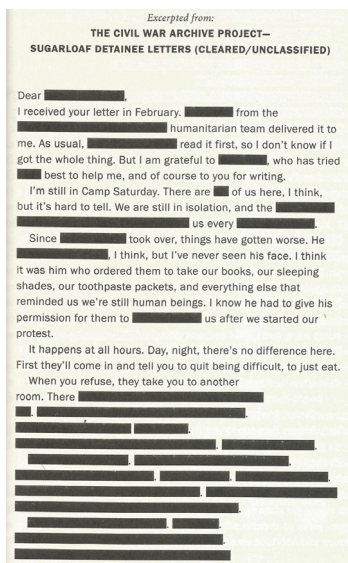 Excerpted from:
THE CIVIL WAR ARCHIVE PROJECT—
SUGARLOAF DETAINEE LETTERS (CLEARED/UNCLASSIFIED)
Dear ,
I received your letter in February. from the
humanitarian team delivered it to
me. As usual, read it first, so I don't know if I
got the whole thing. But I am grateful to , who has tried
best to help me, and of course to you for writing.
I'm still in Camp Saturday. There are of us here, I think,
but it's hard to tell. We are still in isolation, and the
us every .
Since took over, things have gotten worse. He
, I think, but I've never seen his face. I think
it was him who ordered them to take our books, our sleeping
shades, our toothpaste packets, and everything else that
reminded us we're still human beings. I know he had to give his
permission for them to us after we started our
protest.
It happens at all hours. Day, night, there's no difference here.
First they'll come in and tell you to quit being difficult, to just eat.
When you refuse, they take you to another
room. There